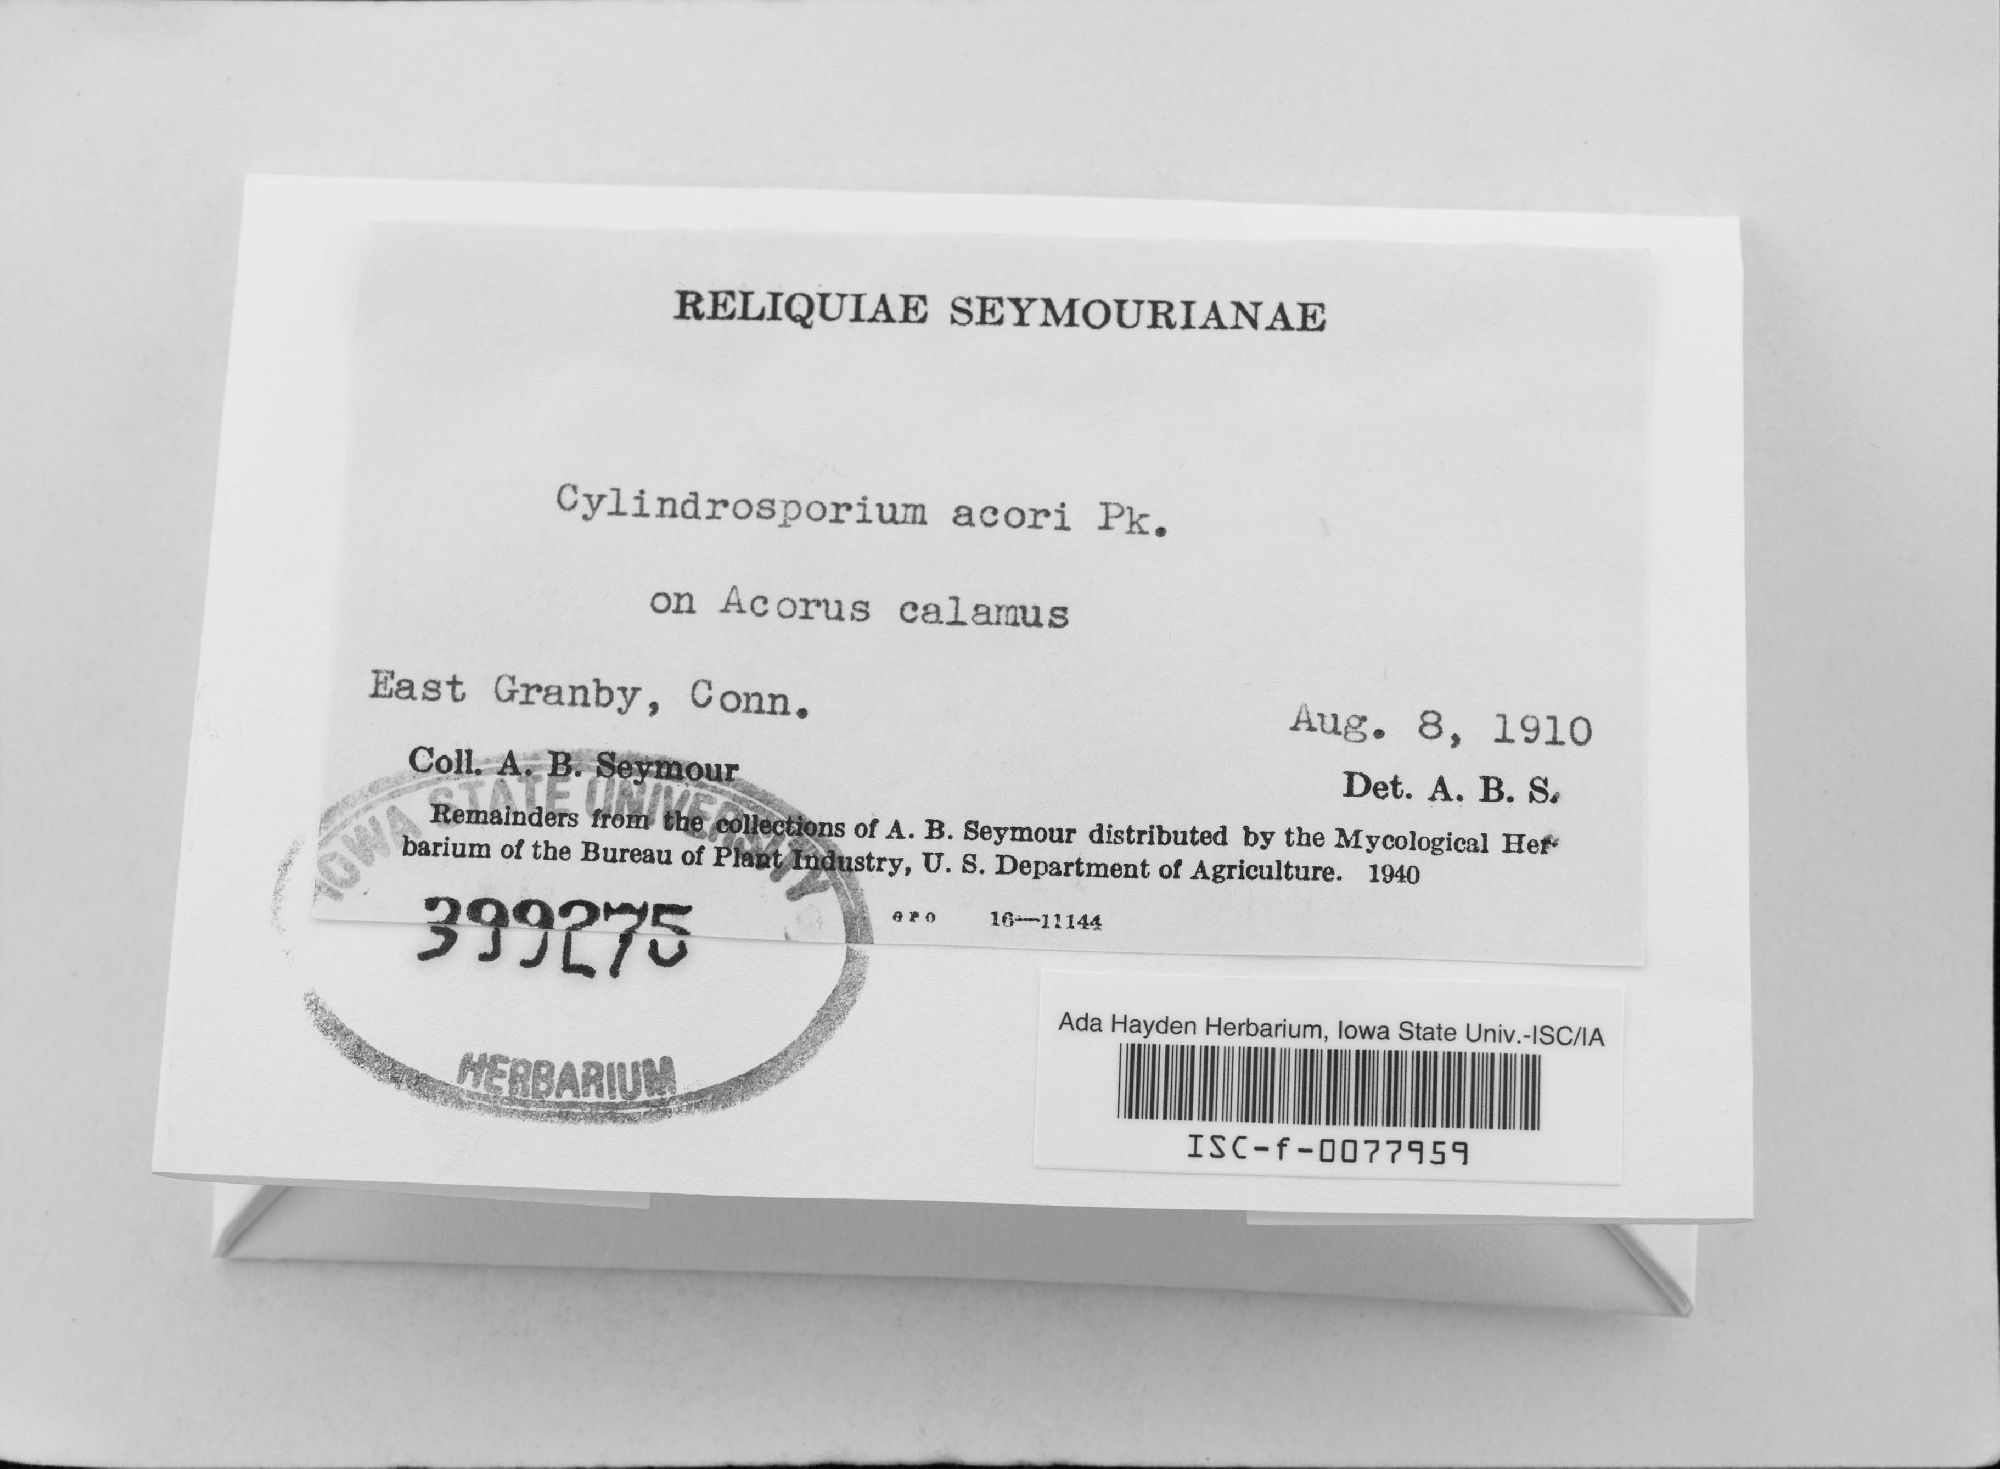 RELIQUIAE SEYMOURIANAE
Cylindrosporium acori Pk.
on Acorus calamus
East Granby, Conn.
Aug. 8, 1910
Coll. A. B. Seymour
Det. A. B. S.
Remainders from the collections of A. B. Seymour distributed by the Mycological Her-
barium of the Bureau of Plant Industry, U. S. Department of Agriculture. 1940
GPO 16—11144
IOWA STATE UNIVERSITY
399275
HERBARIUM
Ada Hayden Herbarium, Iowa State Univ.-ISC/IA
ISC-f-0077959